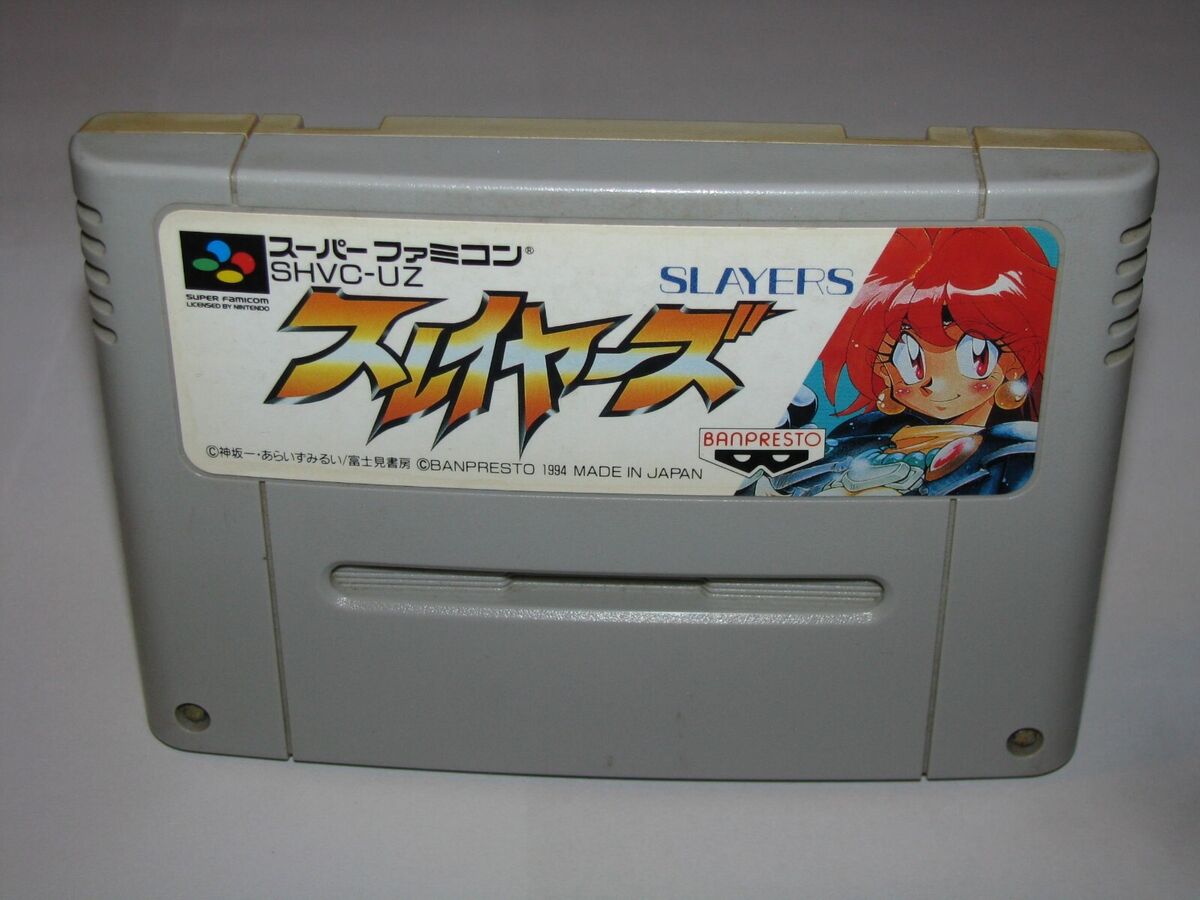 スーパーファミコン®
SHVC-UZ
SUPER FAMICOM
LICENSED BY NINTENDO
SLAYERS
スレイヤーズ
BANPRESTO
©神坂一・あらいずみるい/富士見書房 ©BANPRESTO 1994 MADE IN JAPAN